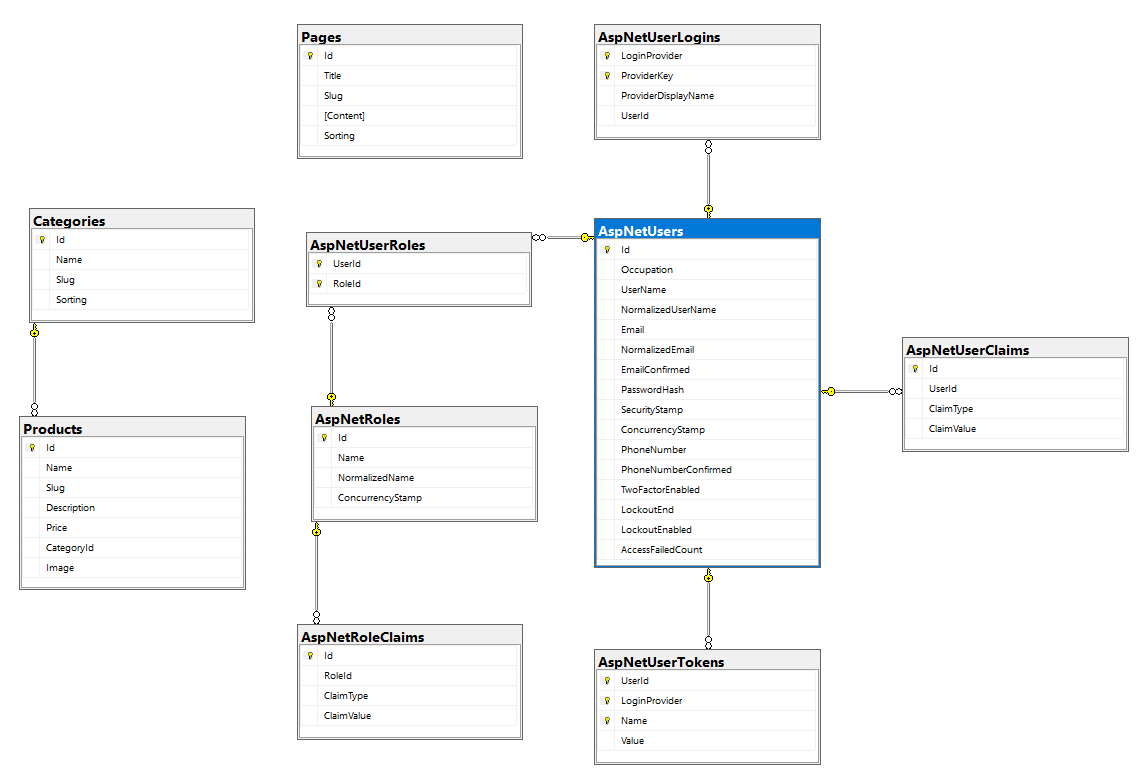 Pages
Id
Title
Slug
[Content]
Sorting
AspNetUserLogins
LoginProvider
ProviderKey
ProviderDisplayName
UserId
Categories
Id
Name
Slug
Sorting
AspNetUserRoles
UserId
RoleId
AspNetUsers
Id
Occupation
UserName
NormalizedUserName
Email
NormalizedEmail
EmailConfirmed
PasswordHash
SecurityStamp
ConcurrencyStamp
PhoneNumber
PhoneNumberConfirmed
TwoFactorEnabled
LockoutEnd
LockoutEnabled
AccessFailedCount
AspNetUserClaims
Id
UserId
ClaimType
ClaimValue
Products
Id
Name
Slug
Description
Price
CategoryId
Image
AspNetRoles
Id
Name
NormalizedName
ConcurrencyStamp
AspNetRoleClaims
Id
RoleId
ClaimType
ClaimValue
AspNetUserTokens
UserId
LoginProvider
Name
Value